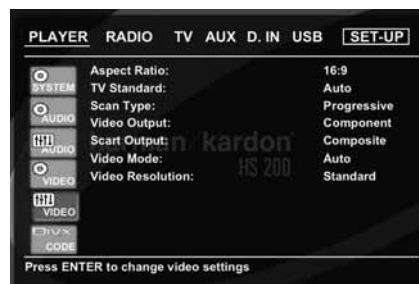 PLAYER RADIO TV AUX D. IN USB SET-UP
SYSTEM
AUDIO
AUDIO
VIDEO
VIDEO
DIVX
CODE
Aspect Ratio: 16:9
TV Standard: Auto
Scan Type: Progressive
Video Output: Component
Scart Output: Composite
Video Mode: Auto
Video Resolution: Standard
harman/kardon
HS 200
Press ENTER to change video settings